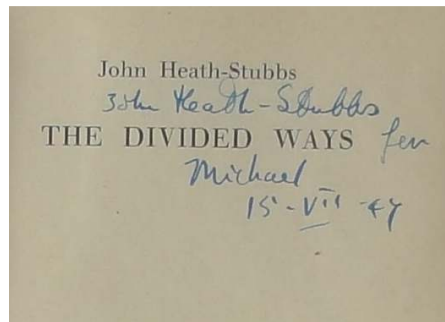 John Heath-Stubbs
John Heath-Stubbs
THE DIVIDED WAYS for
Michael
15-VII-47